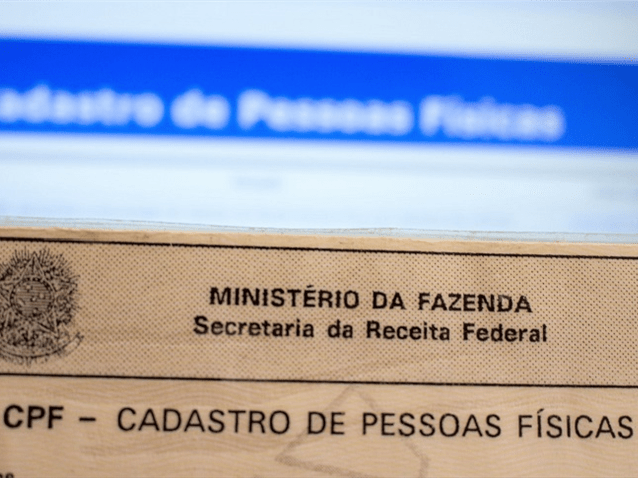 adastro de Pessoas Físicas
MINISTÉRIO DA FAZENDA
Secretaria da Receita Federal
CPF – CADASTRO DE PESSOAS FÍSICAS